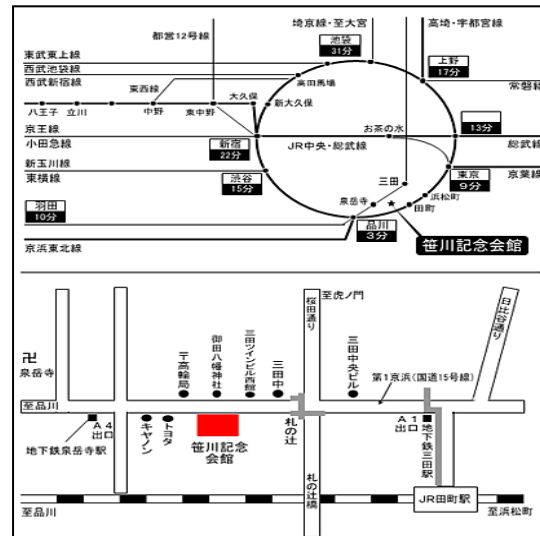 都営12号線
埼京線・至大宮
高崎・宇都宮線
池袋
31分
上野
17分
東武東上線
西武池袋線
西武新宿線
高田馬場
常磐線
東西線
大久保
新大久保
八王子
立川
中野
東中野
お茶の水
13分
京王線
小田急線
新宿
22分
JR中央・総武線
総武線
京葉線
新玉川線
東横線
渋谷
15分
三田
東京
9分
羽田
10分
泉岳寺
浜松町
田町
品川
3分
京浜東北線
笹川記念会館
至虎ノ門
桜田通り
日比谷通り
卍
泉岳寺
〒高輪局
御田八幡神社
三田ツインビル西館
三田中
三田中央ビル
第1京浜(国道15号線)
至品川
A4
出口
地下鉄泉岳寺駅
キヤノン
トヨタ
笹川記念
会館
札の辻
A1
出口
地下鉄三田駅
札の辻橋
JR田町駅
至品川
至浜松町